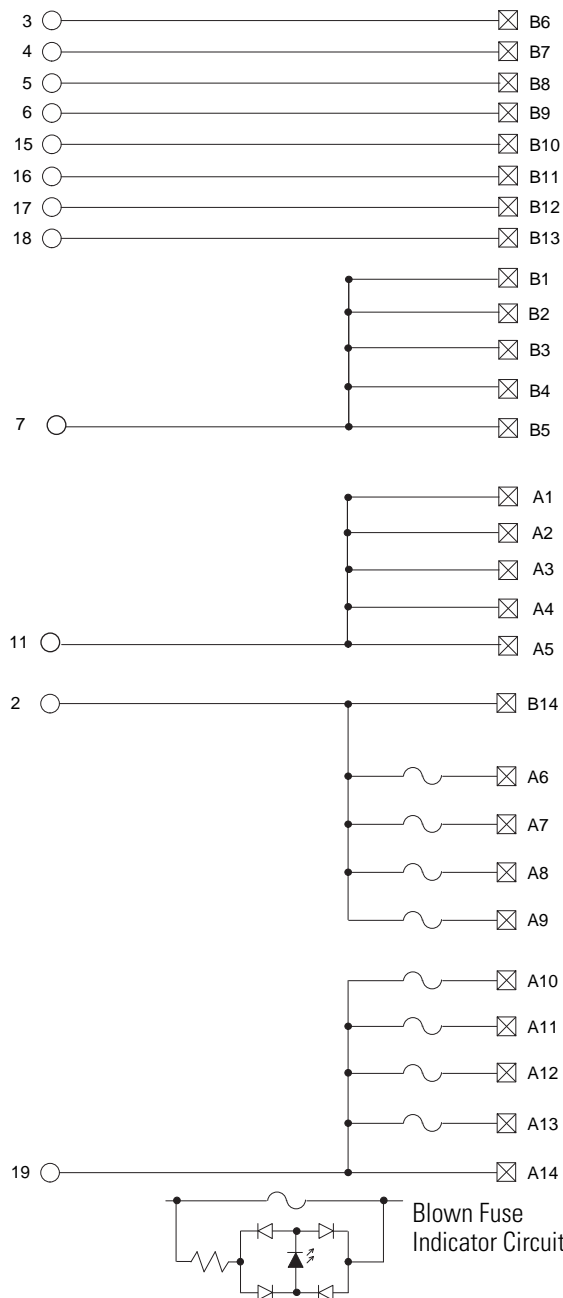 3 B6
4 B7
5 B8
6 B9
15 B10
16 B11
17 B12
18 B13
B1
B2
B3
B4
7 B5
A1
A2
A3
A4
11 A5
2 B14
A6
A7
A8
A9
A10
A11
A12
A13
19 A14
Blown Fuse
Indicator Circuit